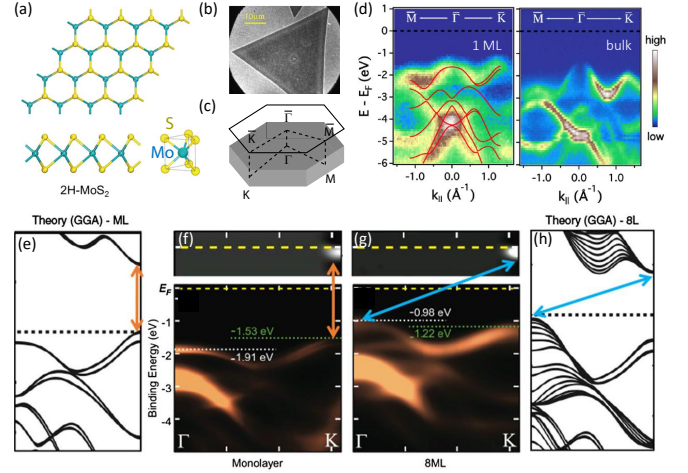 (a)
S
Mo
2H-MoS2
(b)
10μm
(c)
Γ̅
K̅
M̅
Γ
M
K
(d)
M̅ Γ̅ K̅
1 ML
M̅ Γ̅ K̅
bulk
high
low
E - EF (eV)
0
-1
-2
-3
-4
-5
-6
-1.0 0.0 1.0
k|| (Å-1)
-1.0 0.0 1.0
k|| (Å-1)
Theory (GGA) - ML
(e)
(f)
(g)
Theory (GGA) - 8L
(h)
EF
-1
-2
-3
-4
Binding Energy (eV)
-1.53 eV
-1.91 eV
Γ K
Monolayer
-0.98 eV
-1.22 eV
Γ K
8ML